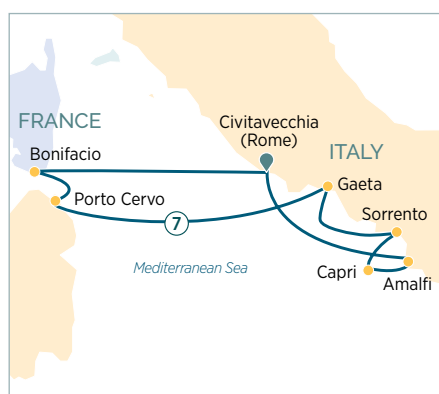 FRANCE
Bonifacio
Porto Cervo
Civitavecchia
(Rome)
ITALY
Gaeta
Sorrento
7
Mediterranean Sea
Capri
Amalfi